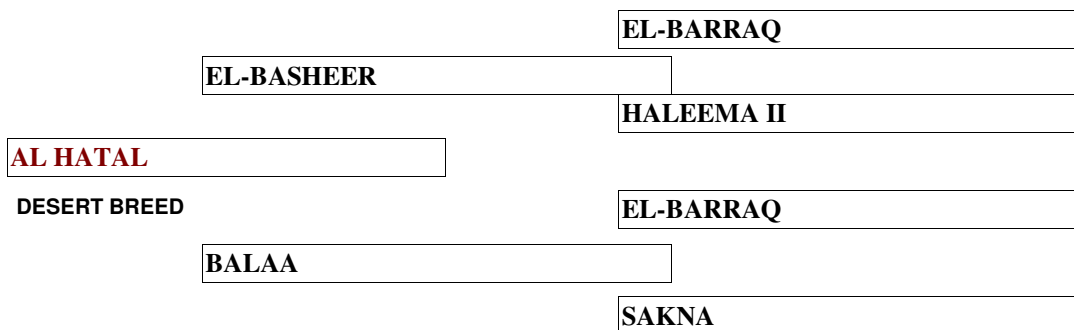 EL-BARRAQ
EL-BASHEER
HALEEMA II
AL HATAL
DESERT BREED
EL-BARRAQ
BALAA
SAKNA